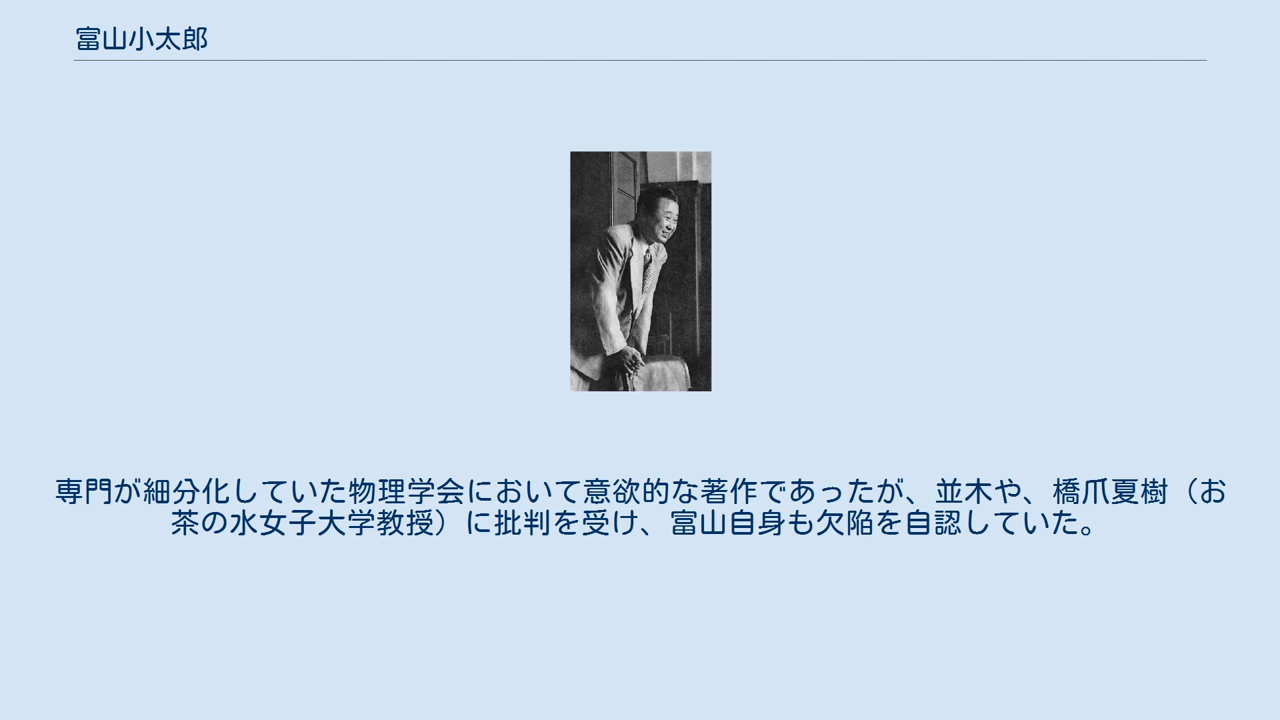 富山小太郎
専門が細分化していた物理学会において意欲的な著作であったが、並木や、橋爪夏樹（お
茶の水女子大学教授）に批判を受け、富山自身も欠陥を自認していた。